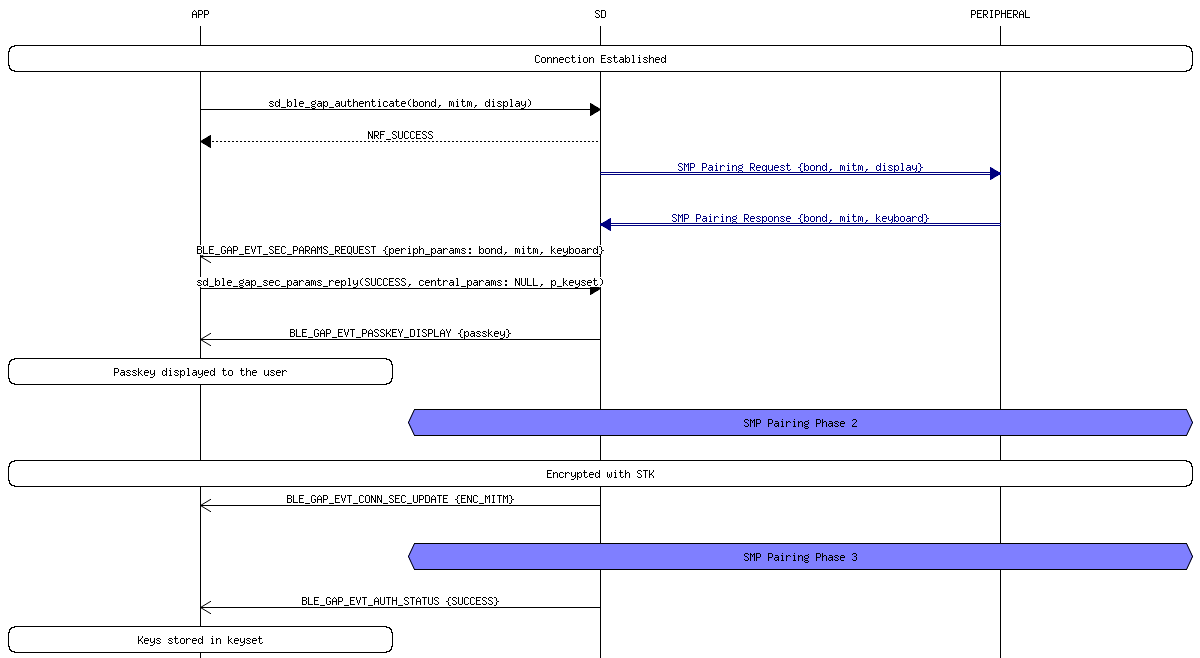 APP SD PERIPHERAL
Connection Established
sd_ble_gap_authenticate(bond, mitm, display)
NRF_SUCCESS
SMP Pairing Request {bond, mitm, display}
SMP Pairing Response {bond, mitm, keyboard}
BLE_GAP_EVT_SEC_PARAMS_REQUEST {periph_params: bond, mitm, keyboard}
sd_ble_gap_sec_params_reply(SUCCESS, central_params: NULL, p_keyset)
BLE_GAP_EVT_PASSKEY_DISPLAY {passkey}
Passkey displayed to the user
SMP Pairing Phase 2
Encrypted with STK
BLE_GAP_EVT_CONN_SEC_UPDATE {ENC_MITM}
SMP Pairing Phase 3
BLE_GAP_EVT_AUTH_STATUS {SUCCESS}
Keys stored in keyset